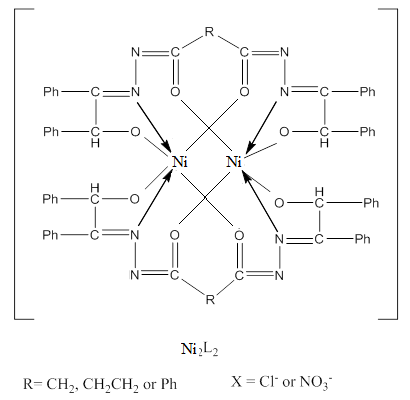 R
N C C N
Ph C N O O N C Ph
Ph C O O C Ph
H H
Ni Ni
H H
Ph C O O C Ph
Ph C N O O N C Ph
N C C N
R
Ni₂L₂
R= CH₂, CH₂CH₂ or Ph X = Cl⁻ or NO₃⁻